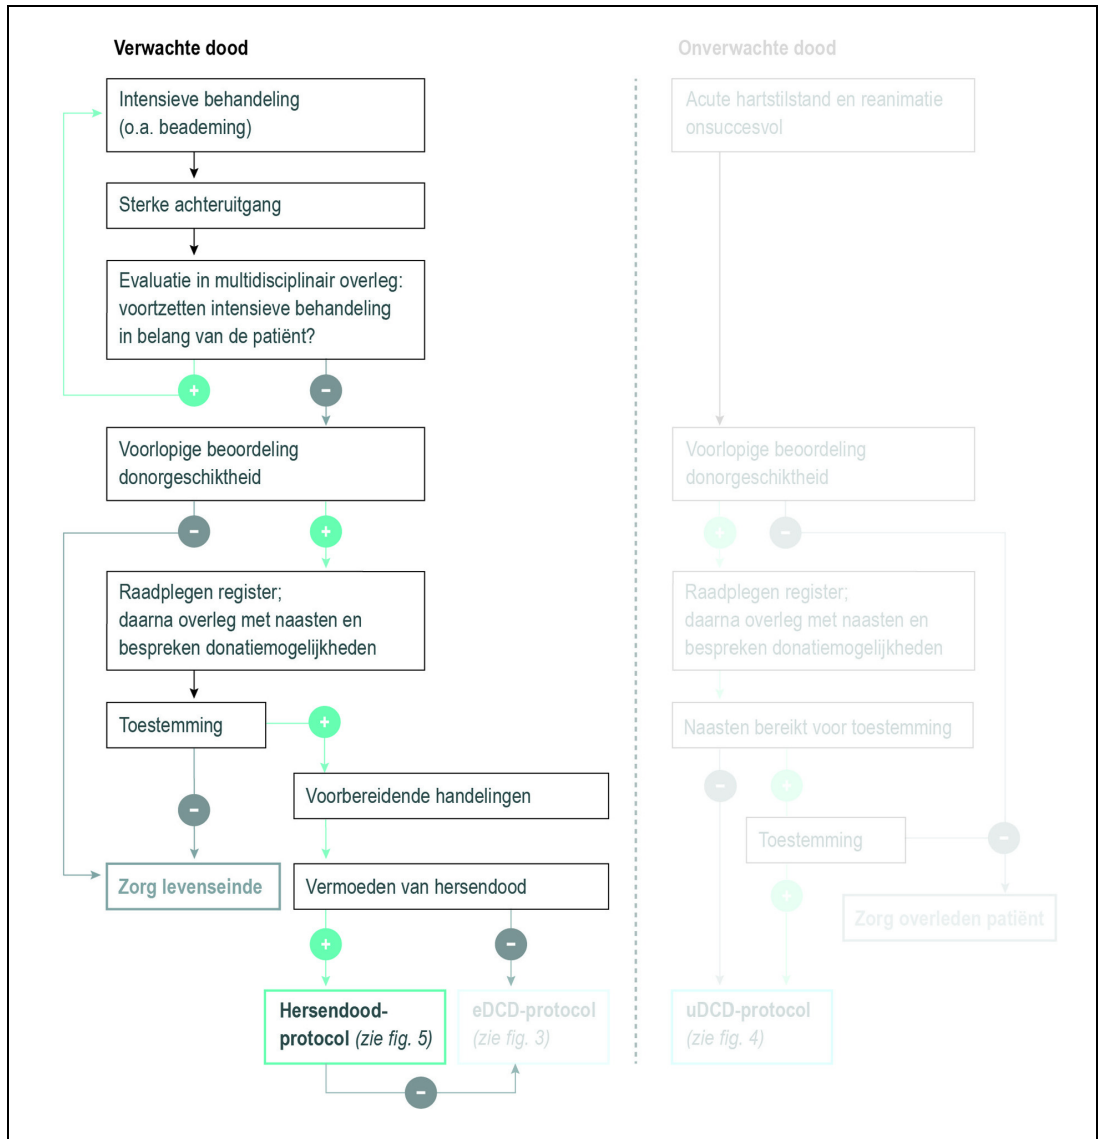 Verwachte dood
Intensieve behandeling
(o.a. beademing)
Sterke achteruitgang
Evaluatie in multidisciplinair overleg:
voortzetten intensieve behandeling
in belang van de patiënt?
+
−
Voorlopige beoordeling
donorgeschiktheid
−
+
Raadplegen register;
daarna overleg met naasten en
bespreken donatiemogelijkheden
Toestemming
+
Voorbereidende handelingen
−
Zorg levenseinde
Vermoeden van hersendood
+
−
Hersendood-
protocol (zie fig. 5)
eDCD-protocol
(zie fig. 3)
−
Onverwachte dood
Acute hartstilstand en reanimatie
onsuccesvol
Voorlopige beoordeling
donorgeschiktheid
+
−
Raadplegen register;
daarna overleg met naasten en
bespreken donatiemogelijkheden
Naasten bereikt voor toestemming
−
+
Toestemming
−
+
Zorg overleden patiënt
uDCD-protocol
(zie fig. 4)